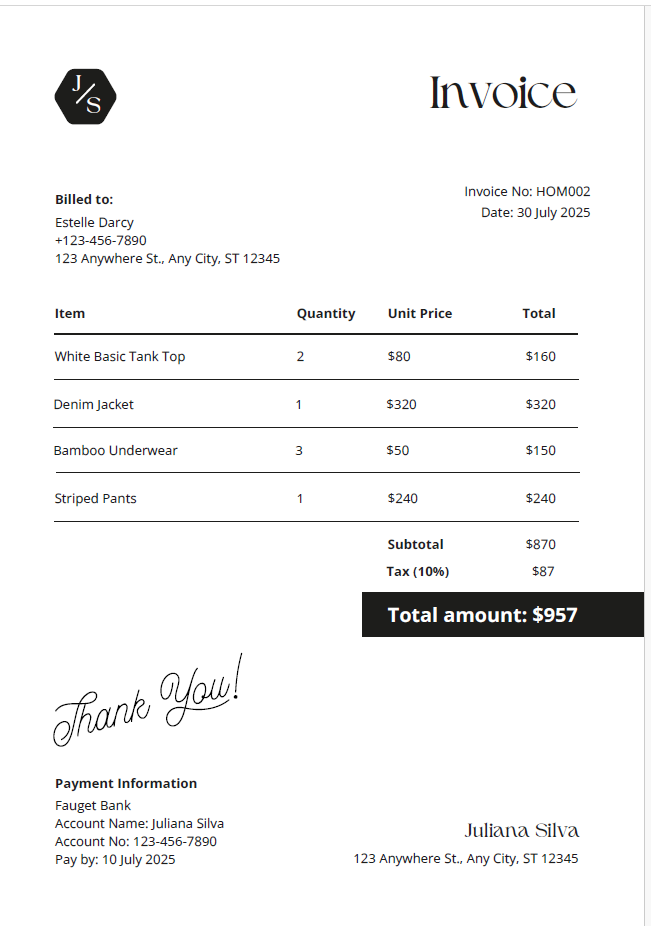 J/S
Invoice
Invoice No: HOM002
Date: 30 July 2025
Billed to:
Estelle Darcy
+123-456-7890
123 Anywhere St., Any City, ST 12345
Item Quantity Unit Price Total
White Basic Tank Top 2 $80 $160
Denim Jacket 1 $320 $320
Bamboo Underwear 3 $50 $150
Striped Pants 1 $240 $240
Subtotal $870
Tax (10%) $87
Total amount: $957
Thank You!
Payment Information
Fauget Bank
Account Name: Juliana Silva
Account No: 123-456-7890
Pay by: 10 July 2025
Juliana Silva
123 Anywhere St., Any City, ST 12345